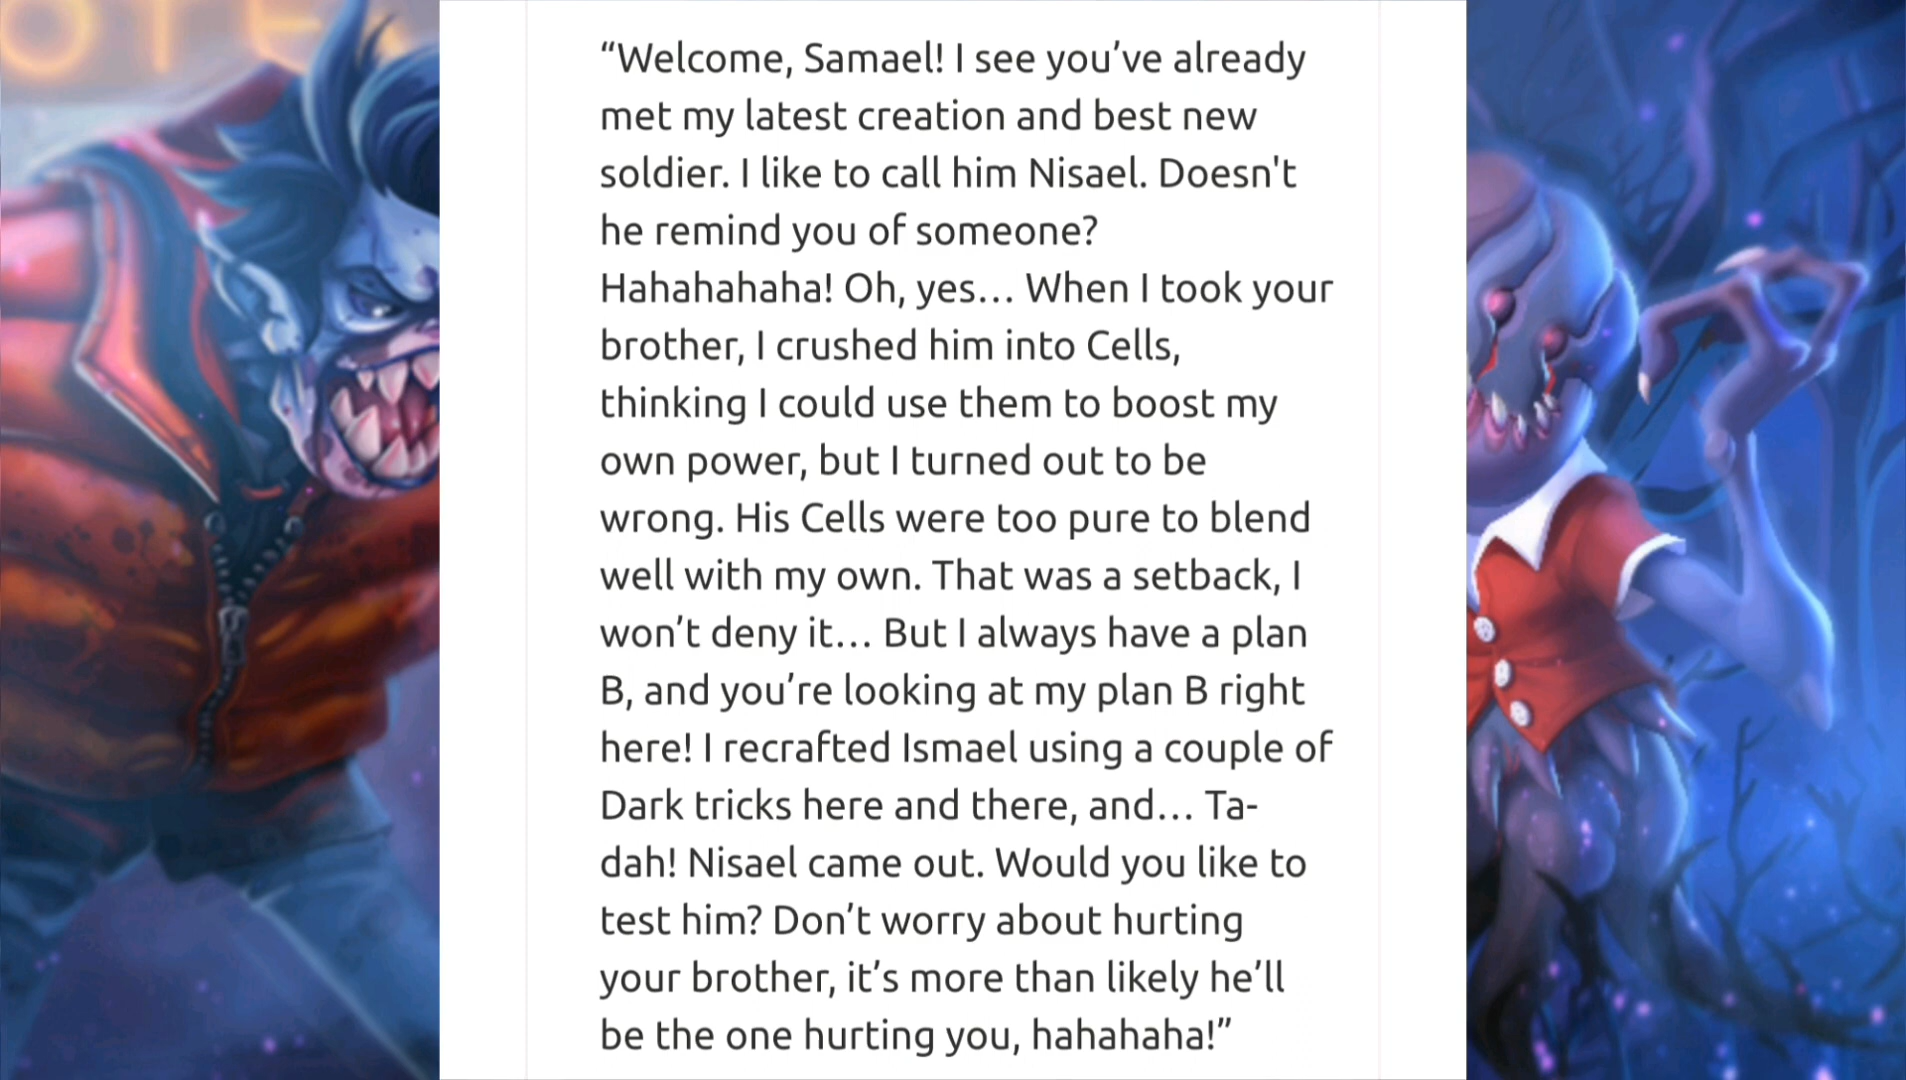 OTE
“Welcome, Samael! I see you’ve already
met my latest creation and best new
soldier. I like to call him Nisael. Doesn't
he remind you of someone?
Hahahahaha! Oh, yes… When I took your
brother, I crushed him into Cells,
thinking I could use them to boost my
own power, but I turned out to be
wrong. His Cells were too pure to blend
well with my own. That was a setback, I
won’t deny it… But I always have a plan
B, and you’re looking at my plan B right
here! I recrafted Ismael using a couple of
Dark tricks here and there, and… Ta-
dah! Nisael came out. Would you like to
test him? Don’t worry about hurting
your brother, it’s more than likely he’ll
be the one hurting you, hahahaha!”